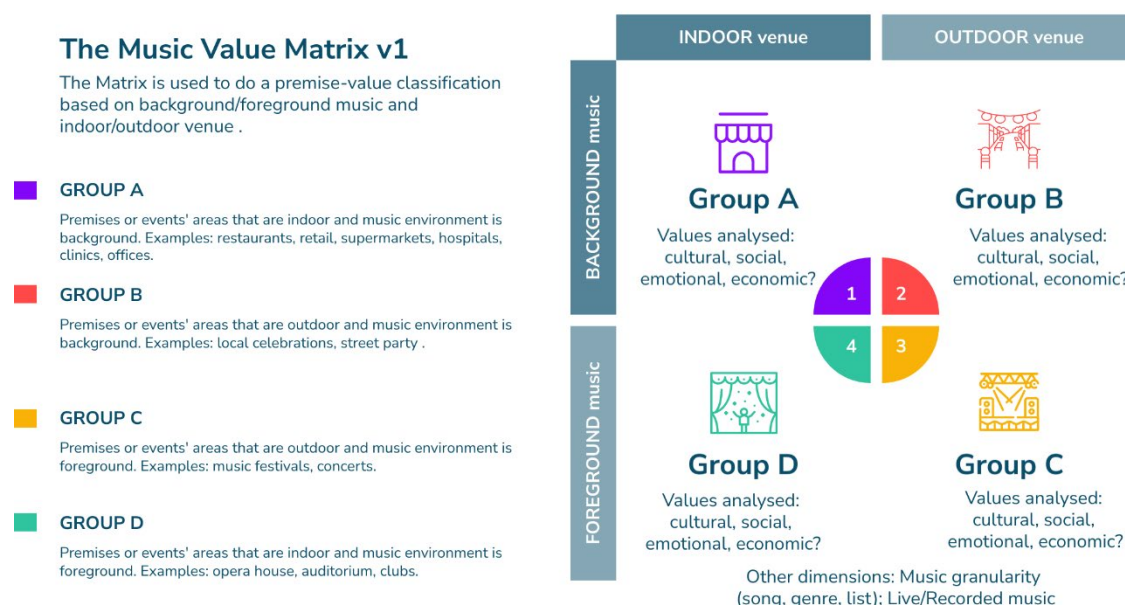 The Music Value Matrix v1
The Matrix is used to do a premise-value classification
based on background/foreground music and
indoor/outdoor venue .
GROUP A
Premises or events' areas that are indoor and music environment is
background. Examples: restaurants, retail, supermarkets, hospitals,
clinics, offices.
GROUP B
Premises or events' areas that are outdoor and music environment is
background. Examples: local celebrations, street party .
GROUP C
Premises or events' areas that are outdoor and music environment is
foreground. Examples: music festivals, concerts.
GROUP D
Premises or events' areas that are indoor and music environment is
foreground. Examples: opera house, auditorium, clubs.
INDOOR venue
OUTDOOR venue
BACKGROUND music
Group A
Values analysed:
cultural, social,
emotional, economic?
Group B
Values analysed:
cultural, social,
emotional, economic?
1
2
4
3
FOREGROUND music
Group D
Values analysed:
cultural, social,
emotional, economic?
Group C
Values analysed:
cultural, social,
emotional, economic?
Other dimensions: Music granularity
(song, genre, list); Live/Recorded music